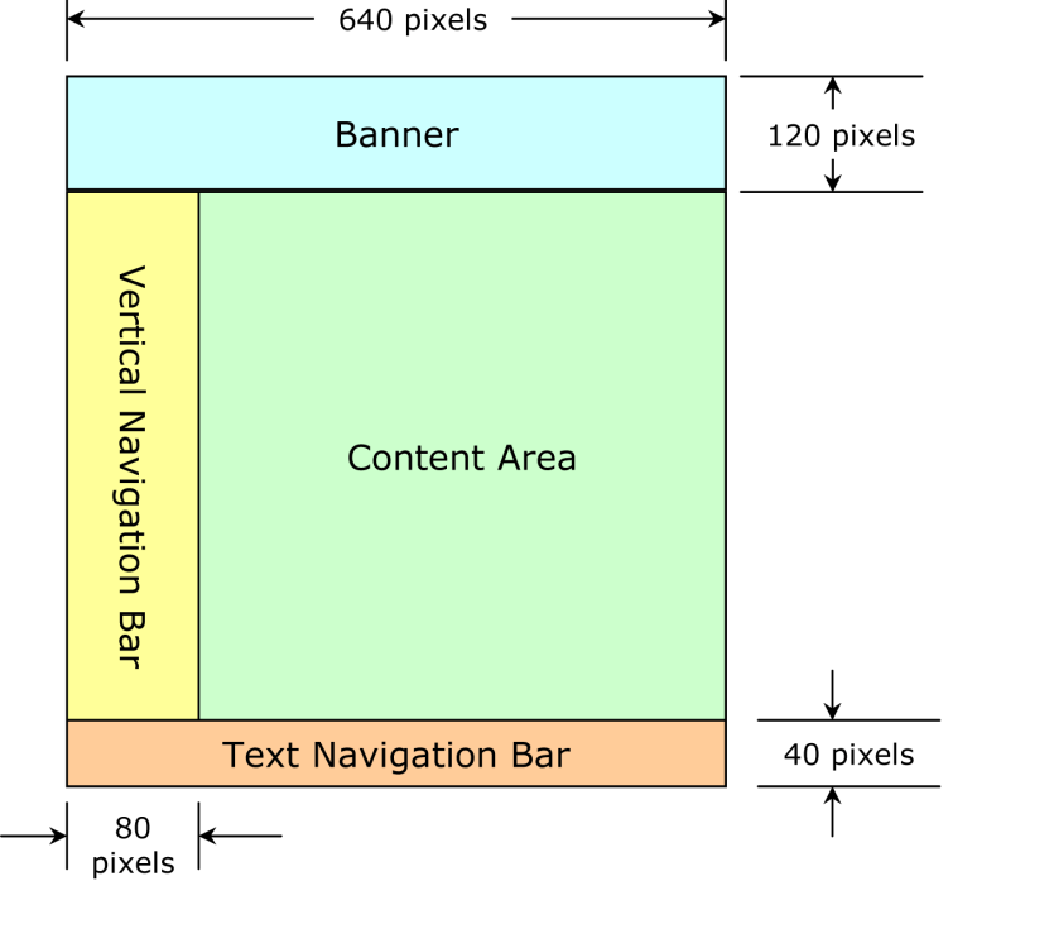 640 pixels
Banner
120 pixels
Vertical Navigation Bar
Content Area
Text Navigation Bar
40 pixels
80
pixels